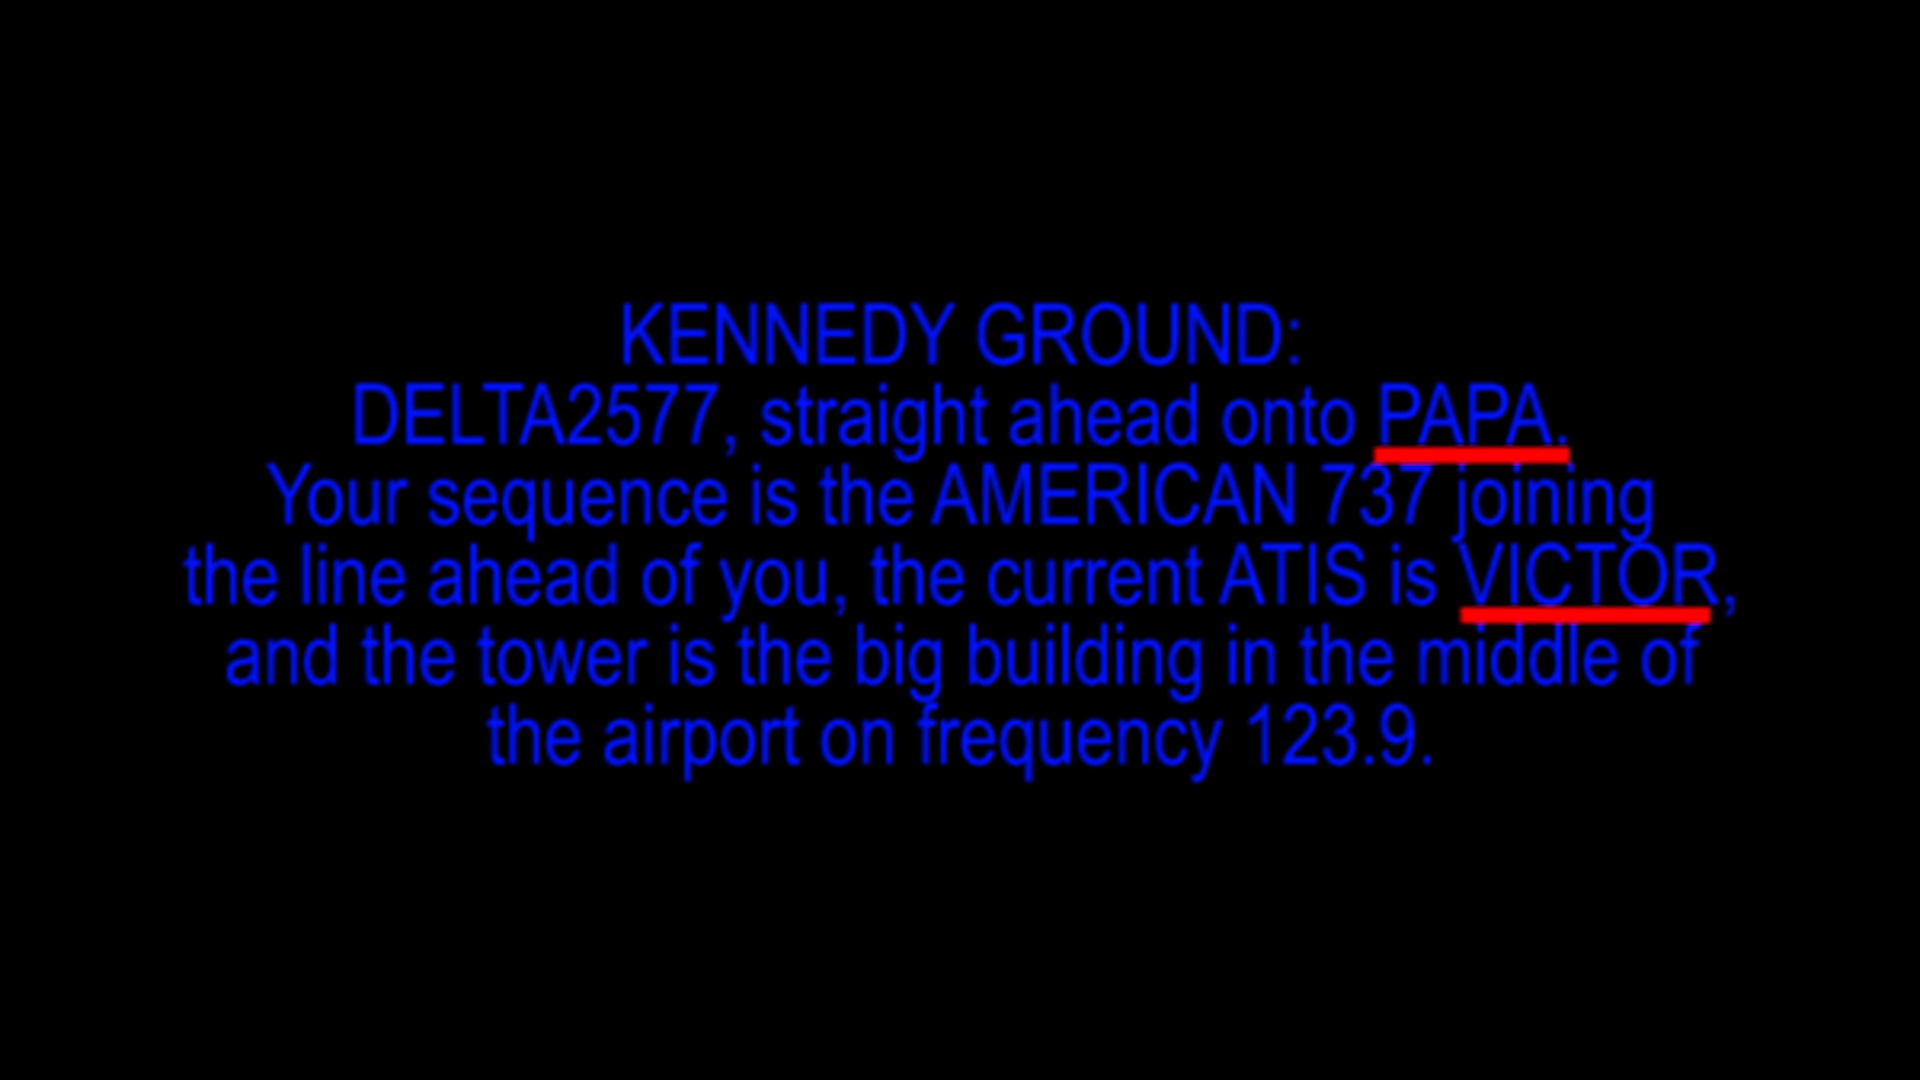 KENNEDY GROUND:
DELTA2577, straight ahead onto PAPA.
Your sequence is the AMERICAN 737 joining
the line ahead of you, the current ATIS is VICTOR,
and the tower is the big building in the middle of
the airport on frequency 123.9.